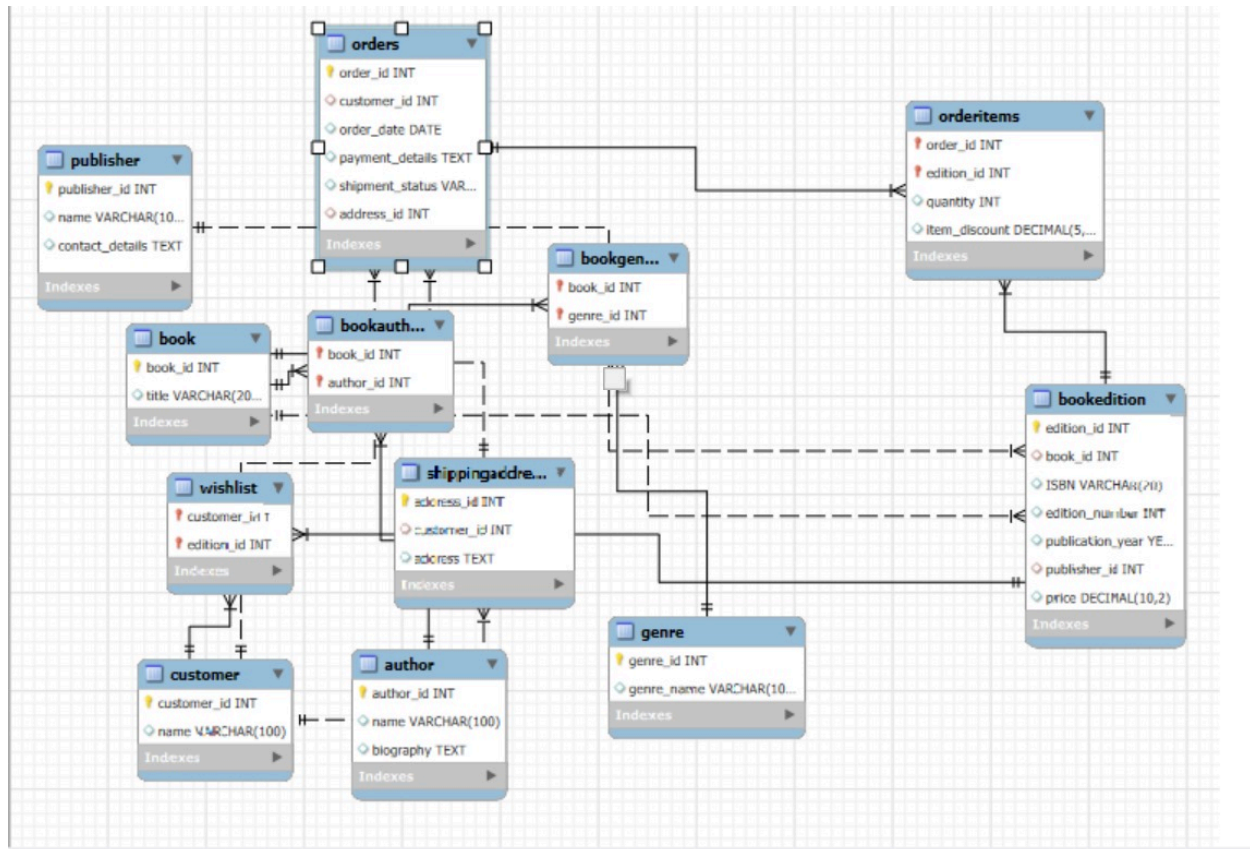 orders
order_id INT
customer_id INT
order_date DATE
payment_details TEXT
shipment_status VAR...
address_id INT
Indexes
orderitems
order_id INT
edition_id INT
quantity INT
item_discount DECIMAL(5,...
Indexes
publisher
publisher_id INT
name VARCHAR(10...
contact_details TEXT
Indexes
bookgen...
book_id INT
genre_id INT
Indexes
book
book_id INT
title VARCHAR(20...
Indexes
bookauth...
book_id INT
author_id INT
Indexes
bookedition
edition_id INT
book_id INT
ISBN VARCHAR(20)
edition_number INT
publication_year YE...
publisher_id INT
price DECIMAL(10,2)
Indexes
wishlist
customer_id INT
edition_id INT
Indexes
shippingaddre...
address_id INT
customer_id INT
address TEXT
Indexes
customer
customer_id INT
name VARCHAR(100)
Indexes
author
author_id INT
name VARCHAR(100)
biography TEXT
Indexes
genre
genre_id INT
genre_name VARCHAR(10...
Indexes